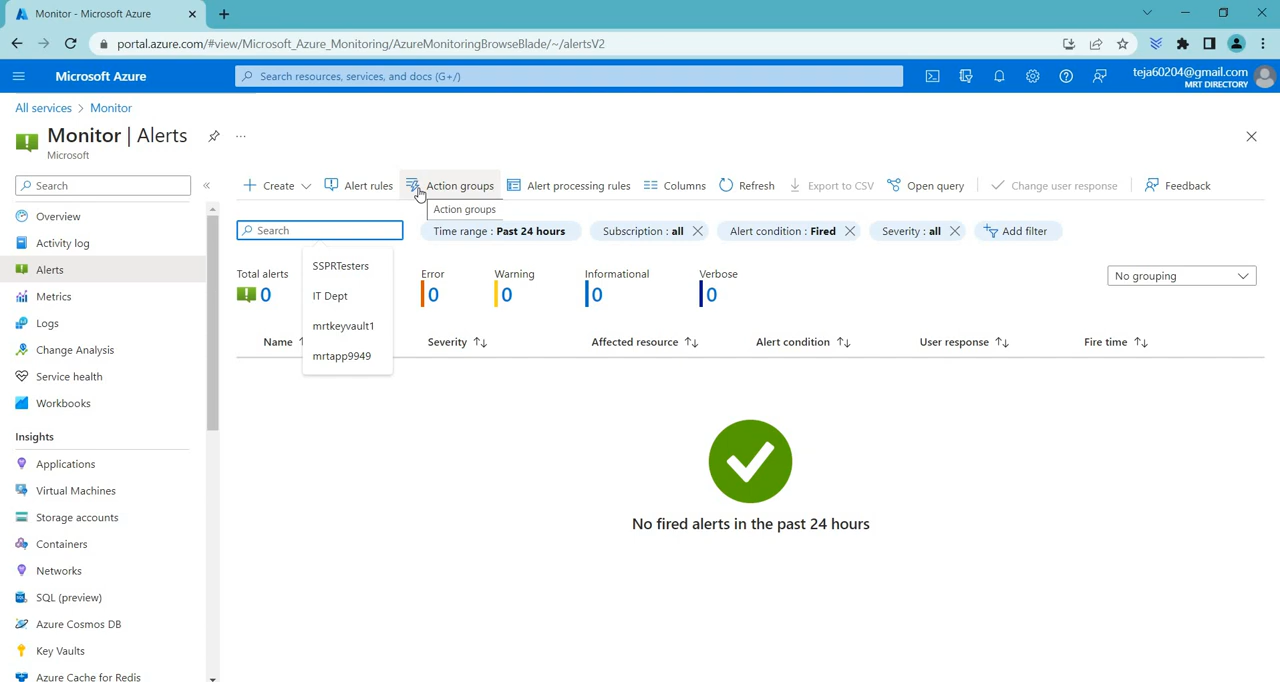 Monitor - Microsoft Azure
portal.azure.com/#view/Microsoft_Azure_Monitoring/AzureMonitoringBrowseBlade/~/alertsV2
Microsoft Azure
Search resources, services, and docs (G+/)
teja60204@gmail.com
MRT DIRECTORY
All services > Monitor
Monitor | Alerts
Microsoft
Search
Create
Alert rules
Action groups
Alert processing rules
Columns
Refresh
Export to CSV
Open query
Change user response
Feedback
Action groups
Overview
Activity log
Alerts
Metrics
Logs
Change Analysis
Service health
Workbooks
Insights
Applications
Virtual Machines
Storage accounts
Containers
Networks
SQL (preview)
Azure Cosmos DB
Key Vaults
Azure Cache for Redis
Search
Time range : Past 24 hours
Subscription : all
Alert condition : Fired
Severity : all
Add filter
SSPRTesters
IT Dept
mrtkeyvault1
mrtapp9949
Total alerts
0
Error
0
Warning
0
Informational
0
Verbose
0
No grouping
Name
Severity
Affected resource
Alert condition
User response
Fire time
No fired alerts in the past 24 hours